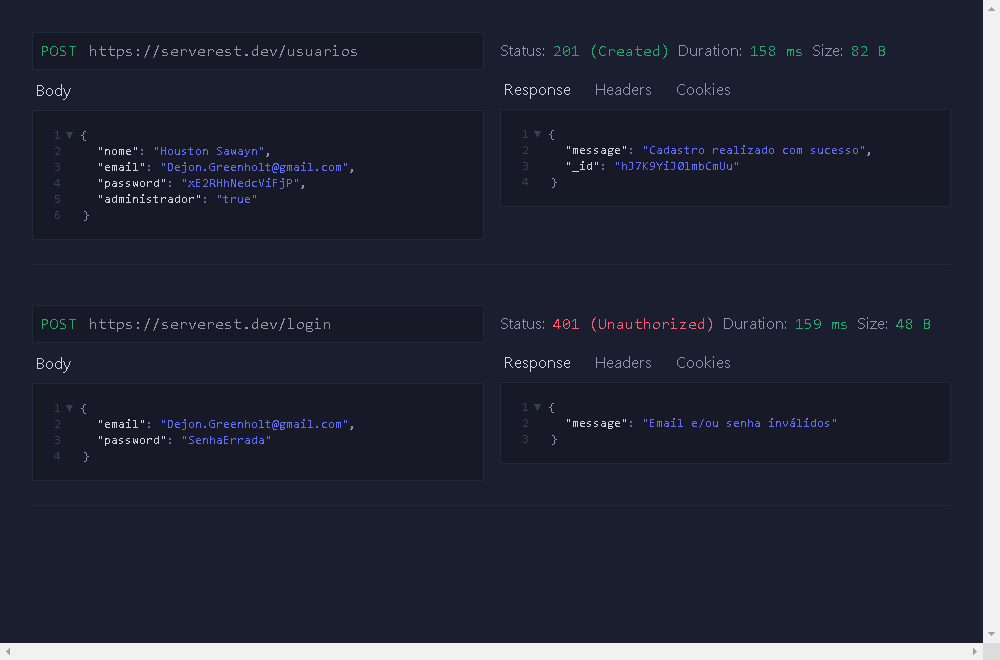 POST https://serverest.dev/usuarios
Status: 201 (Created) Duration: 158 ms Size: 82 B
Body
Response Headers Cookies
1 ▼ {
2 "nome": "Houston Sawayn",
3 "email": "Dejon.Greenholt@gmail.com",
4 "password": "xE2RHhNedcViFjP",
5 "administrador": "true"
6 }
1 ▼ {
2 "message": "Cadastro realizado com sucesso",
3 "_id": "hJ7K9YiJ0lmbCmUu"
4 }
POST https://serverest.dev/login
Status: 401 (Unauthorized) Duration: 159 ms Size: 48 B
Body
Response Headers Cookies
1 ▼ {
2 "email": "Dejon.Greenholt@gmail.com",
3 "password": "SenhaErrada"
4 }
1 ▼ {
2 "message": "Email e/ou senha inválidos"
3 }